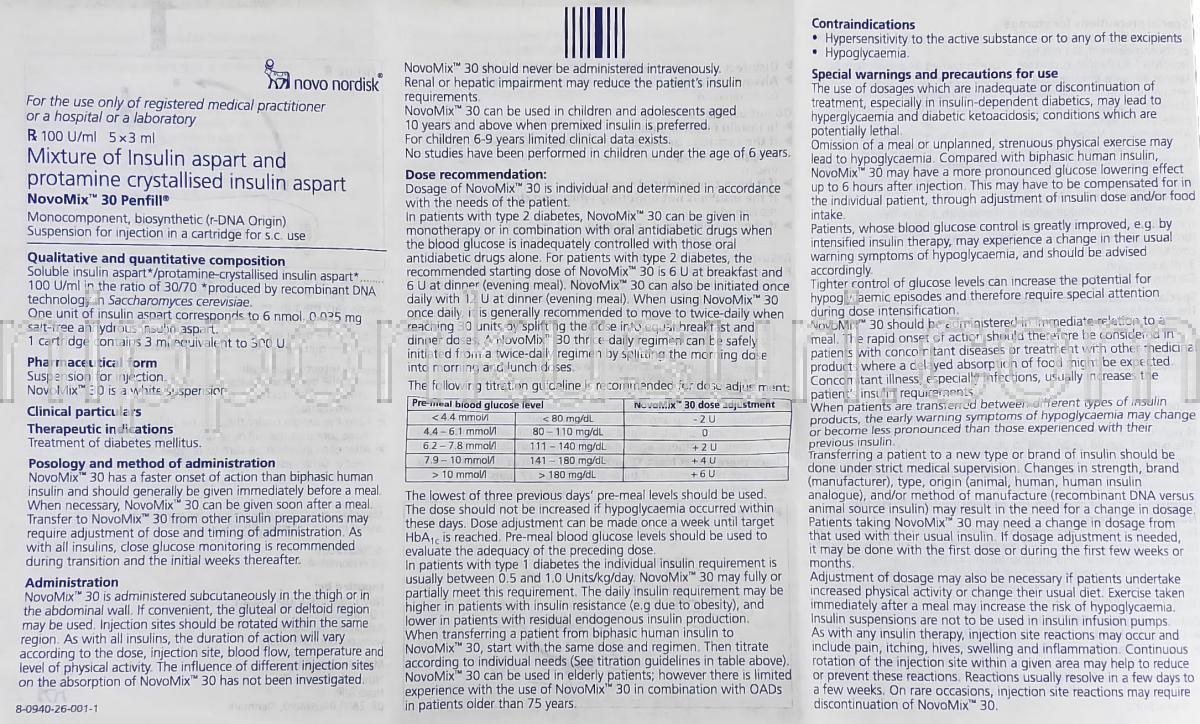 novo nordisk®
For the use only of registered medical practitioner
or a hospital or a laboratory
℞ 100 U/ml 5×3 ml
Mixture of Insulin aspart and
protamine crystallised insulin aspart
NovoMix™ 30 Penfill®
Monocomponent, biosynthetic (r-DNA Origin)
Suspension for injection in a cartridge for s.c. use
Qualitative and quantitative composition
Soluble insulin aspart*/protamine-crystallised insulin aspart*........
100 U/ml in the ratio of 30/70 *produced by recombinant DNA
technology in Saccharomyces cerevisiae.
One unit of insulin aspart corresponds to 6 nmol, 0.035 mg
salt-free anhydrous insulin aspart.
1 cartridge contains 3 ml equivalent to 300 U.
Pharmaceutical form
Suspension for injection.
NovoMix™ 30 is a white suspension.
Clinical particulars
Therapeutic indications
Treatment of diabetes mellitus.
Posology and method of administration
NovoMix™ 30 has a faster onset of action than biphasic human
insulin and should generally be given immediately before a meal.
When necessary, NovoMix™ 30 can be given soon after a meal.
Transfer to NovoMix™ 30 from other insulin preparations may
require adjustment of dose and timing of administration. As
with all insulins, close glucose monitoring is recommended
during transition and the initial weeks thereafter.
Administration
NovoMix™ 30 is administered subcutaneously in the thigh or in
the abdominal wall. If convenient, the gluteal or deltoid region
may be used. Injection sites should be rotated within the same
region. As with all insulins, the duration of action will vary
according to the dose, injection site, blood flow, temperature and
level of physical activity. The influence of different injection sites
on the absorption of NovoMix™ 30 has not been investigated.
8-0940-26-001-1
NovoMix™ 30 should never be administered intravenously.
Renal or hepatic impairment may reduce the patient's insulin
requirements.
NovoMix™ 30 can be used in children and adolescents aged
10 years and above when premixed insulin is preferred.
For children 6-9 years limited clinical data exists.
No studies have been performed in children under the age of 6 years.
Dose recommendation:
Dosage of NovoMix™ 30 is individual and determined in accordance
with the needs of the patient.
In patients with type 2 diabetes, NovoMix™ 30 can be given in
monotherapy or in combination with oral antidiabetic drugs when
the blood glucose is inadequately controlled with those oral
antidiabetic drugs alone. For patients with type 2 diabetes, the
recommended starting dose of NovoMix™ 30 is 6 U at breakfast and
6 U at dinner (evening meal). NovoMix™ 30 can also be initiated once
daily with U at dinner (evening meal). When using NovoMix™ 30
once daily, it is generally recommended to move to twice-daily when
reaching 30 units by splitting the dose into equal breakfast and
dinner doses. NovoMix™ 30 three daily regimen can be safely
initiated from a twice-daily regimen by splitting the morning dose
into morning and lunch doses.
The following titration guideline is recommended for dose adjustment:
Pre-meal blood glucose level NovoMix™ 30 dose adjustment
< 4.4 mmol/l < 80 mg/dL - 2 U
4.4 – 6.1 mmol/l 80 – 110 mg/dL 0
6.2 – 7.8 mmol/l 111 – 140 mg/dL + 2 U
7.9 – 10 mmol/l 141 – 180 mg/dL + 4 U
> 10 mmol/l > 180 mg/dL + 6 U
The lowest of three previous days' pre-meal levels should be used.
The dose should not be increased if hypoglycaemia occurred within
these days. Dose adjustment can be made once a week until target
HbA1c is reached. Pre-meal blood glucose levels should be used to
evaluate the adequacy of the preceding dose.
In patients with type 1 diabetes the individual insulin requirement is
usually between 0.5 and 1.0 Units/kg/day. NovoMix™ 30 may fully or
partially meet this requirement. The daily insulin requirement may be
higher in patients with insulin resistance (e.g due to obesity), and
lower in patients with residual endogenous insulin production.
When transferring a patient from biphasic human insulin to
NovoMix™ 30, start with the same dose and regimen. Then titrate
according to individual needs (See titration guidelines in table above).
NovoMix™ 30 can be used in elderly patients; however there is limited
experience with the use of NovoMix™ 30 in combination with OADs
in patients older than 75 years.
Contraindications
• Hypersensitivity to the active substance or to any of the excipients
• Hypoglycaemia.
Special warnings and precautions for use
The use of dosages which are inadequate or discontinuation of
treatment, especially in insulin-dependent diabetics, may lead to
hyperglycaemia and diabetic ketoacidosis; conditions which are
potentially lethal.
Omission of a meal or unplanned, strenuous physical exercise may
lead to hypoglycaemia. Compared with biphasic human insulin,
NovoMix™ 30 may have a more pronounced glucose lowering effect
up to 6 hours after injection. This may have to be compensated for in
the individual patient, through adjustment of insulin dose and/or food
intake.
Patients, whose blood glucose control is greatly improved, e.g. by
intensified insulin therapy, may experience a change in their usual
warning symptoms of hypoglycaemia, and should be advised
accordingly.
Tighter control of glucose levels can increase the potential for
hypoglycaemic episodes and therefore require special attention
during dose intensification.
NovoMix™ 30 should be administered in immediate relation to a
meal. The rapid onset of action should therefore be considered in
patients with concomitant diseases or treatment with other medicinal
products where a delayed absorption of food might be expected.
Concomitant illness, especially infections, usually increases the
patient's insulin requirements.
When patients are transferred between different types of insulin
products, the early warning symptoms of hypoglycaemia may change
or become less pronounced than those experienced with their
previous insulin.
Transferring a patient to a new type or brand of insulin should be
done under strict medical supervision. Changes in strength, brand
(manufacturer), type, origin (animal, human, human insulin
analogue), and/or method of manufacture (recombinant DNA versus
animal source insulin) may result in the need for a change in dosage.
Patients taking NovoMix™ 30 may need a change in dosage from
that used with their usual insulin. If dosage adjustment is needed,
it may be done with the first dose or during the first few weeks or
months.
Adjustment of dosage may also be necessary if patients undertake
increased physical activity or change their usual diet. Exercise taken
immediately after a meal may increase the risk of hypoglycaemia.
Insulin suspensions are not to be used in insulin infusion pumps.
As with any insulin therapy, injection site reactions may occur and
include pain, itching, hives, swelling and inflammation. Continuous
rotation of the injection site within a given area may help to reduce
or prevent these reactions. Reactions usually resolve in a few days to
a few weeks. On rare occasions, injection site reactions may require
discontinuation of NovoMix™ 30.